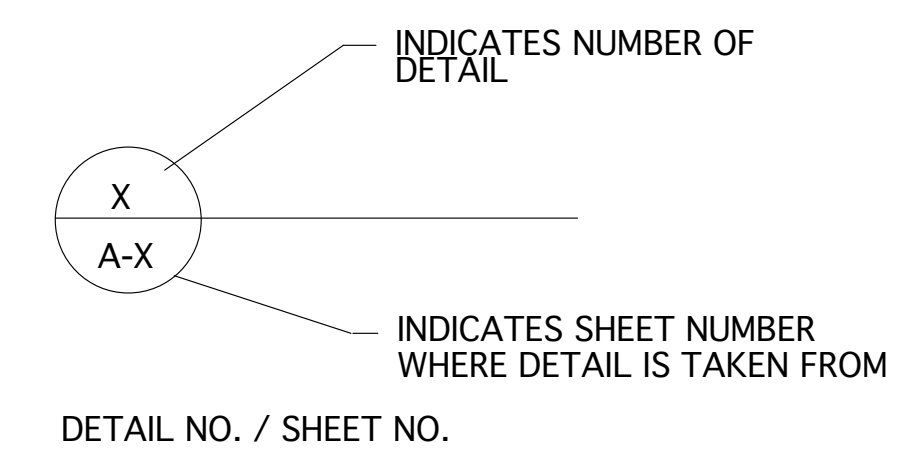 INDICATES NUMBER OF
DETAIL
X
A-X
INDICATES SHEET NUMBER
WHERE DETAIL IS TAKEN FROM
DETAIL NO. / SHEET NO.